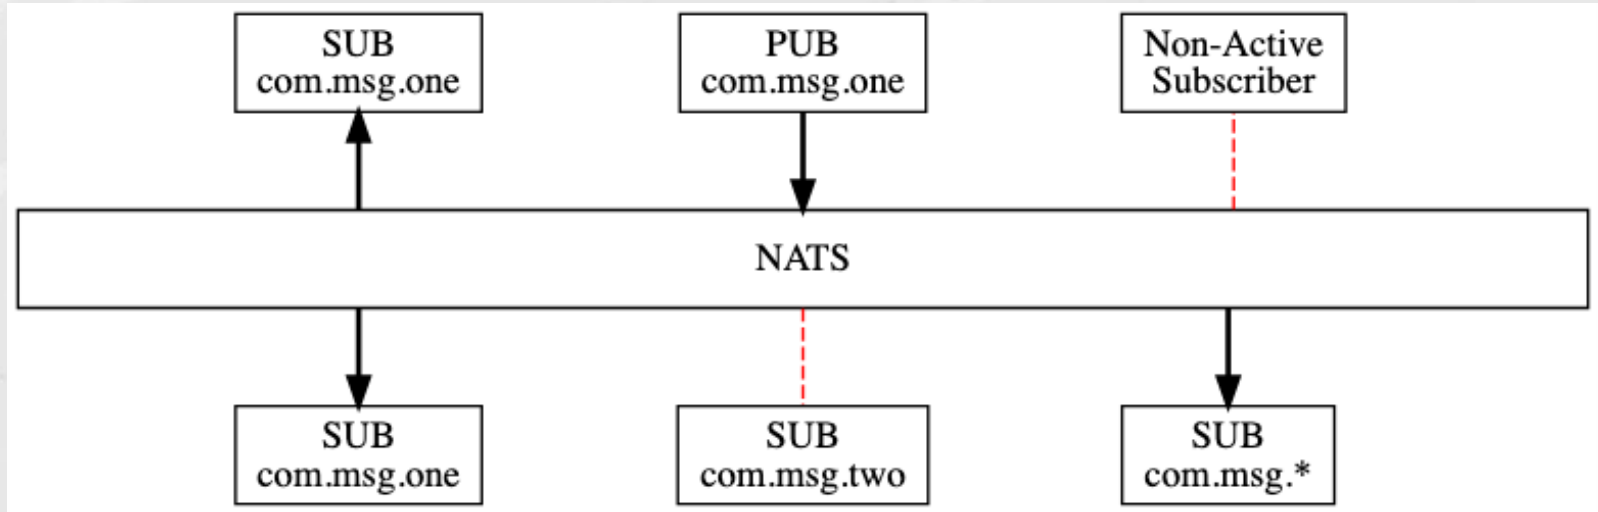 SUB
com.msg.one
PUB
com.msg.one
Non-Active
Subscriber
NATS
SUB
com.msg.one
SUB
com.msg.two
SUB
com.msg.*